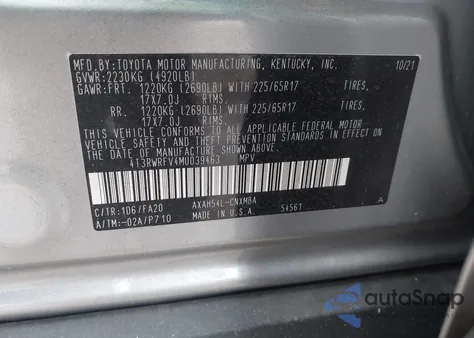 MFD. BY: TOYOTA MOTOR MANUFACTURING, KENTUCKY, INC. 10/21
GVWR: 2230KG (4920LB)
GAWR: FRT. 1220KG (2690LB) WITH 225/65R17 TIRES,
17X7.0J RIMS.
RR. 1220KG (2690LB) WITH 225/65R17 TIRES,
17X7.0J RIMS.
THIS VEHICLE CONFORMS TO ALL APPLICABLE FEDERAL MOTOR
VEHICLE SAFETY AND THEFT PREVENTION STANDARDS IN EFFECT
ON THE DATE OF MANUFACTURE SHOWN ABOVE.
4T3RWRFV4MU039463 MPV
C/TR: 1D6/FA20 AXAH54L-CNXMBA 54561 A
A/TM: -02A/P710
autoSnap